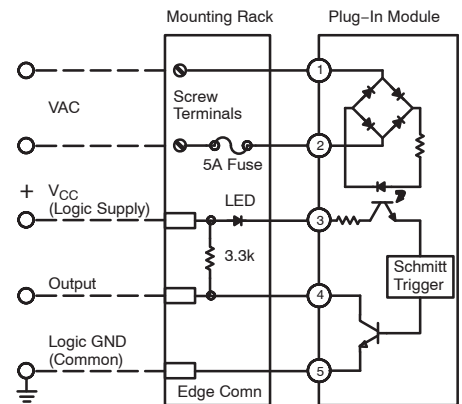 Mounting Rack
Plug–In Module
1
VAC
Screw
Terminals
2
5A Fuse
+
VCC
(Logic Supply)
LED
3
3.3k
Schmitt
Trigger
Output
4
Logic GND
(Common)
5
Edge Comn